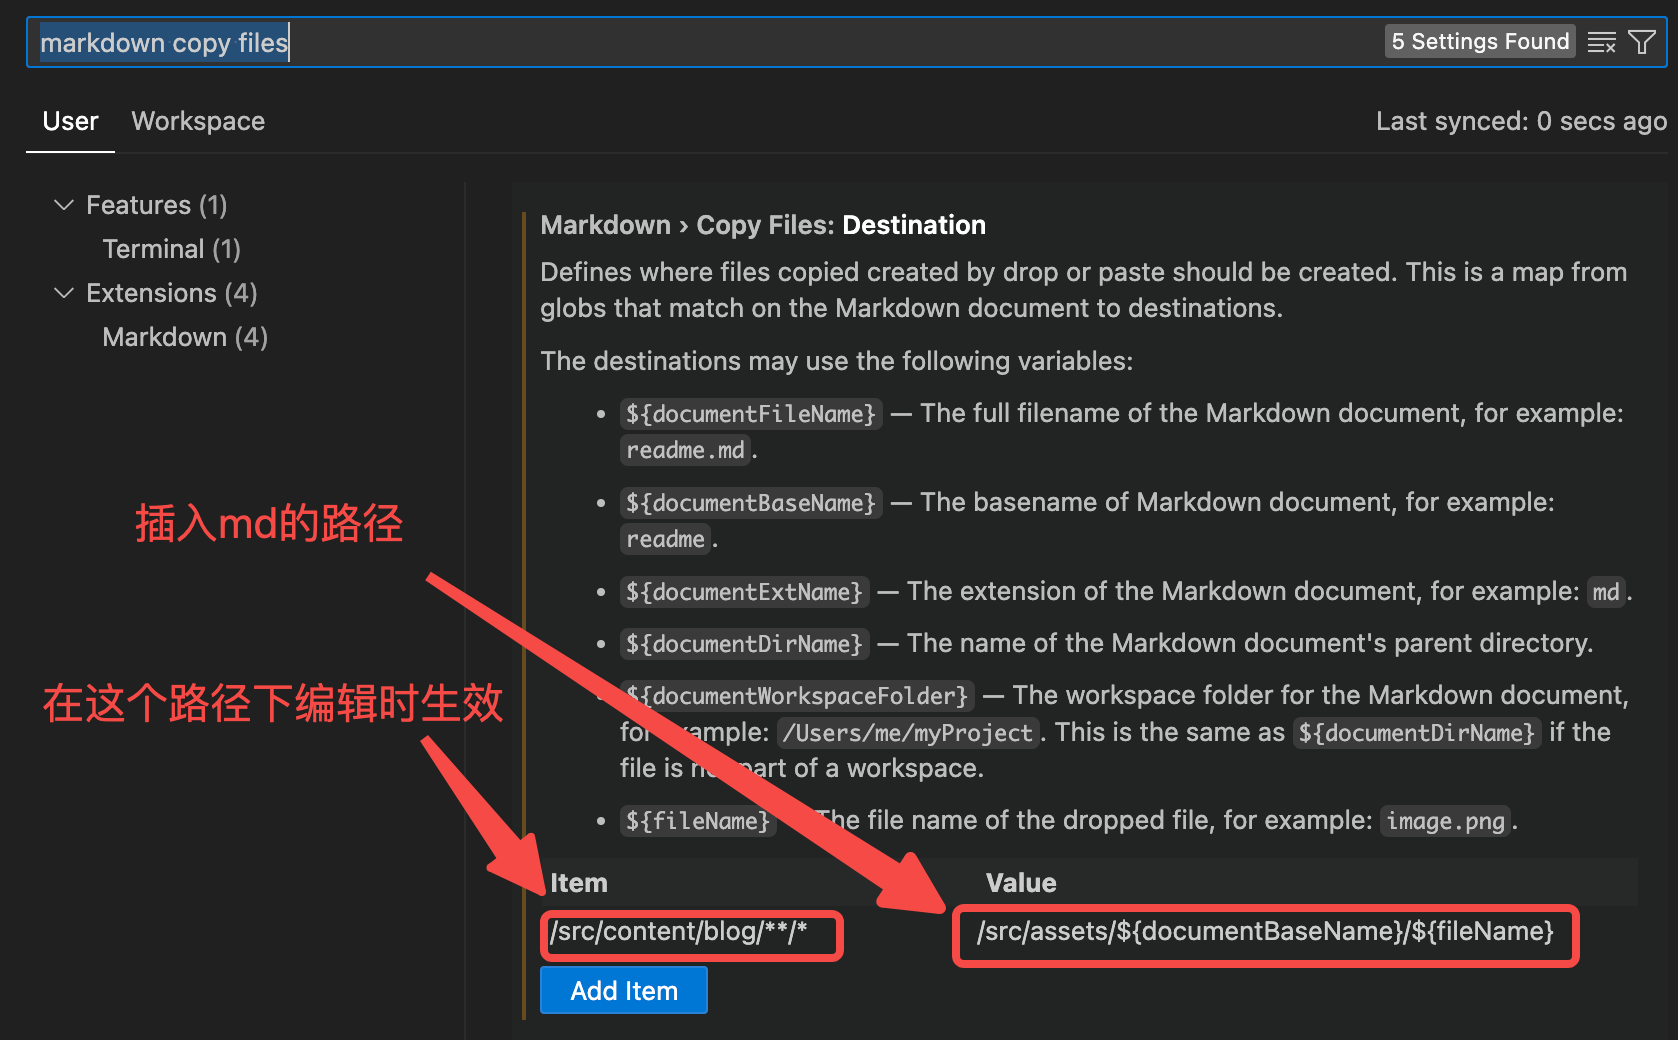 markdown copy files
5 Settings Found
User
Workspace
Last synced: 0 secs ago
Features (1)
Terminal (1)
Extensions (4)
Markdown (4)
Markdown › Copy Files: Destination
Defines where files copied created by drop or paste should be created. This is a map from
globs that match on the Markdown document to destinations.
The destinations may use the following variables:
• ${documentFileName} — The full filename of the Markdown document, for example:
readme.md.
• ${documentBaseName} — The basename of Markdown document, for example:
readme.
• ${documentExtName} — The extension of the Markdown document, for example: md.
• ${documentDirName} — The name of the Markdown document's parent directory.
• ${documentWorkspaceFolder} — The workspace folder for the Markdown document,
for example: /Users/me/myProject. This is the same as ${documentDirName} if the
file is not part of a workspace.
• ${fileName} — The file name of the dropped file, for example: image.png.
插入md的路径
在这个路径下编辑时生效
Item
Value
/src/content/blog/**/*
/src/assets/${documentBaseName}/${fileName}
Add Item